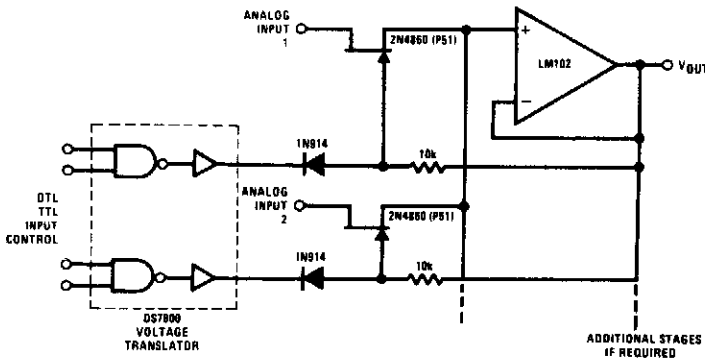 ANALOG
INPUT
1
2N4860 (P51)
+
LM102
−
VOUT
1N914
10k
DTL
TTL
INPUT
CONTROL
ANALOG
INPUT
2
2N4860 (P51)
1N914
10k
DS7800
VOLTAGE
TRANSLATOR
ADDITIONAL STAGES
IF REQUIRED